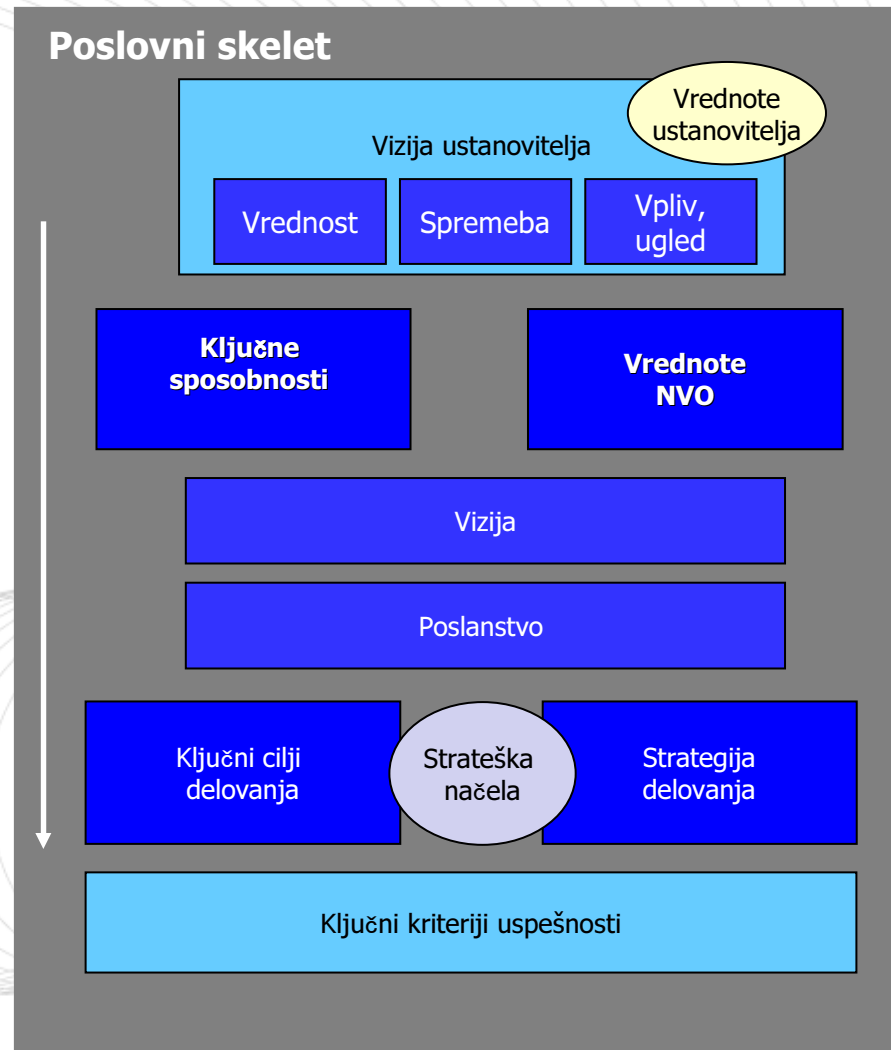 Poslovni skelet
Vrednote
ustanovitelja
Vizija ustanovitelja
Vrednost
Spremeba
Vpliv,
ugled
Ključne
sposobnosti
Vrednote
NVO
Vizija
Poslanstvo
Ključni cilji
delovanja
Strateška
načela
Strategija
delovanja
Ključni kriteriji uspešnosti